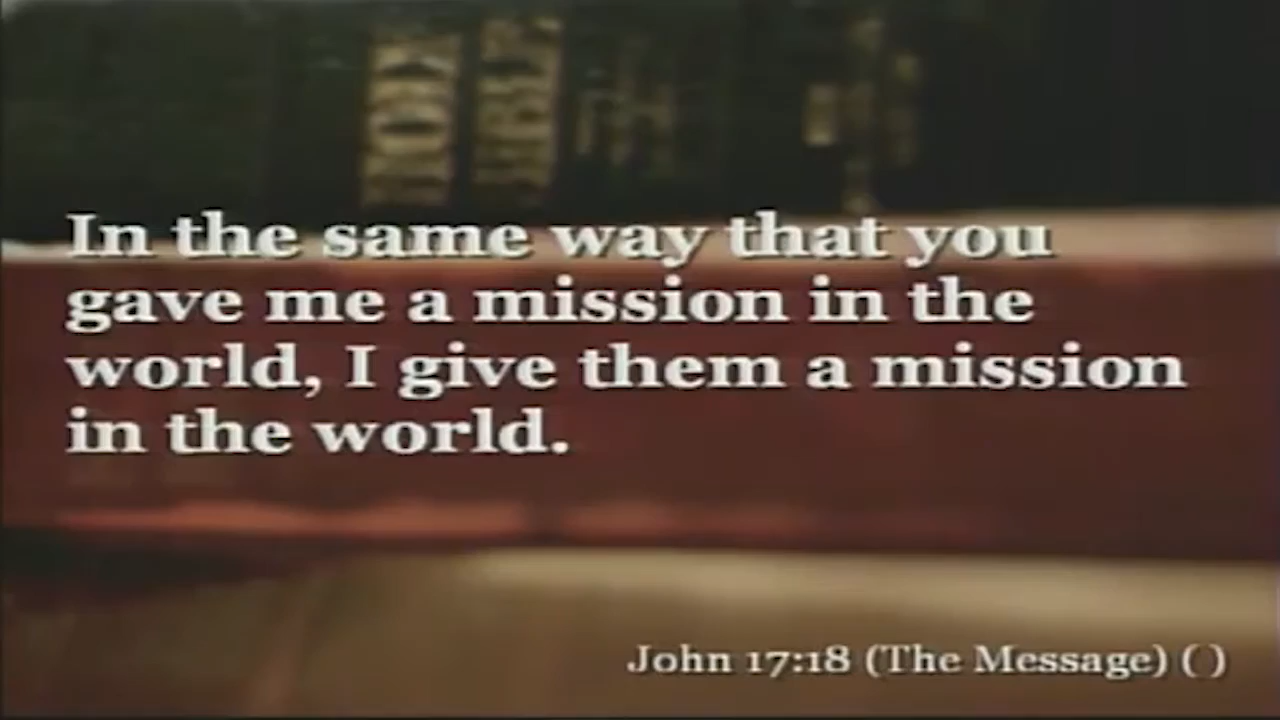 In the same way that you
gave me a mission in the
world, I give them a mission
in the world.
John 17:18 (The Message) ( )